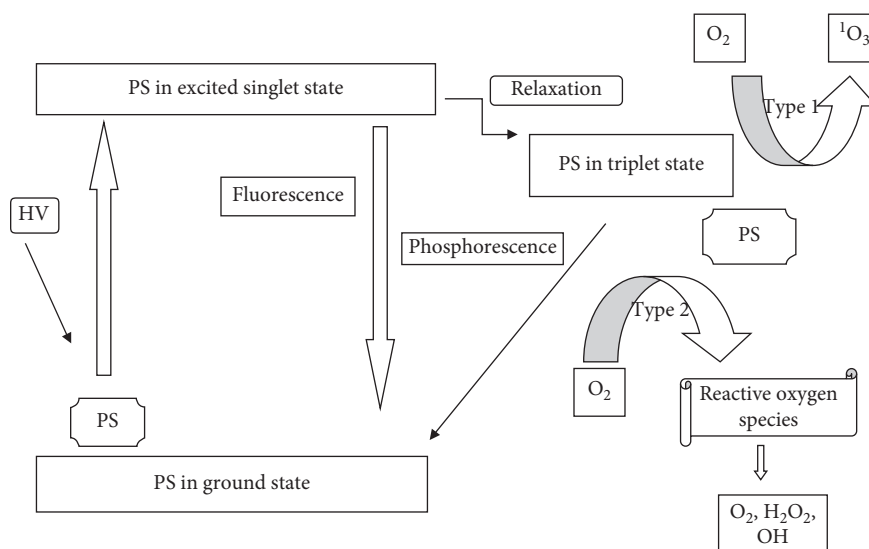 O₂
¹O₃
PS in excited singlet state
Relaxation
Type 1
PS in triplet state
Fluorescence
HV
PS
Phosphorescence
Type 2
O₂
PS
Reactive oxygen
species
PS in ground state
O₂, H₂O₂,
OH